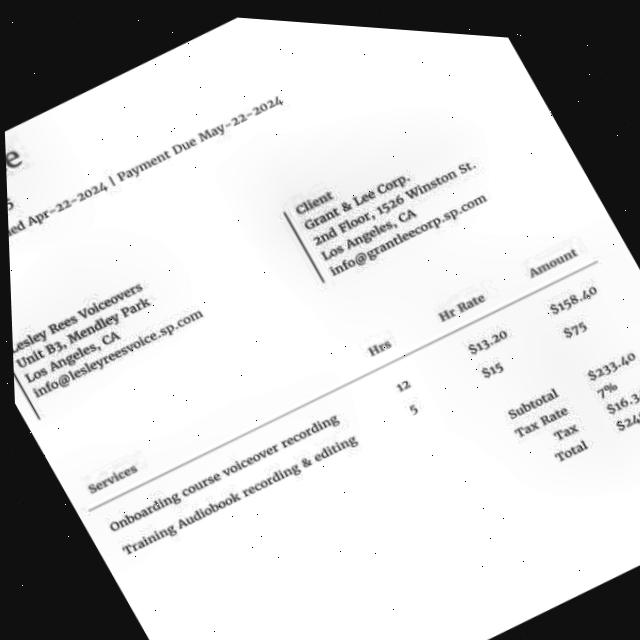 e
5
ed Apr-22-2024 | Payment Due May-22-2024
Lesley Rees Voiceovers
Unit B3, Mendley Park
Los Angeles, CA
info@lesleyreesvoice.sp.com
Client
Grant & Lee Corp.
2nd Floor, 1526 Winston St.
Los Angeles, CA
info@grantleecorp.sp.com
Services Hrs Hr Rate Amount
Onboarding course voiceover recording 12 $13.20 $158.40
Training Audiobook recording & editing 5 $15 $75
Subtotal $233.40
Tax Rate 7%
Tax $16.3
Total $24